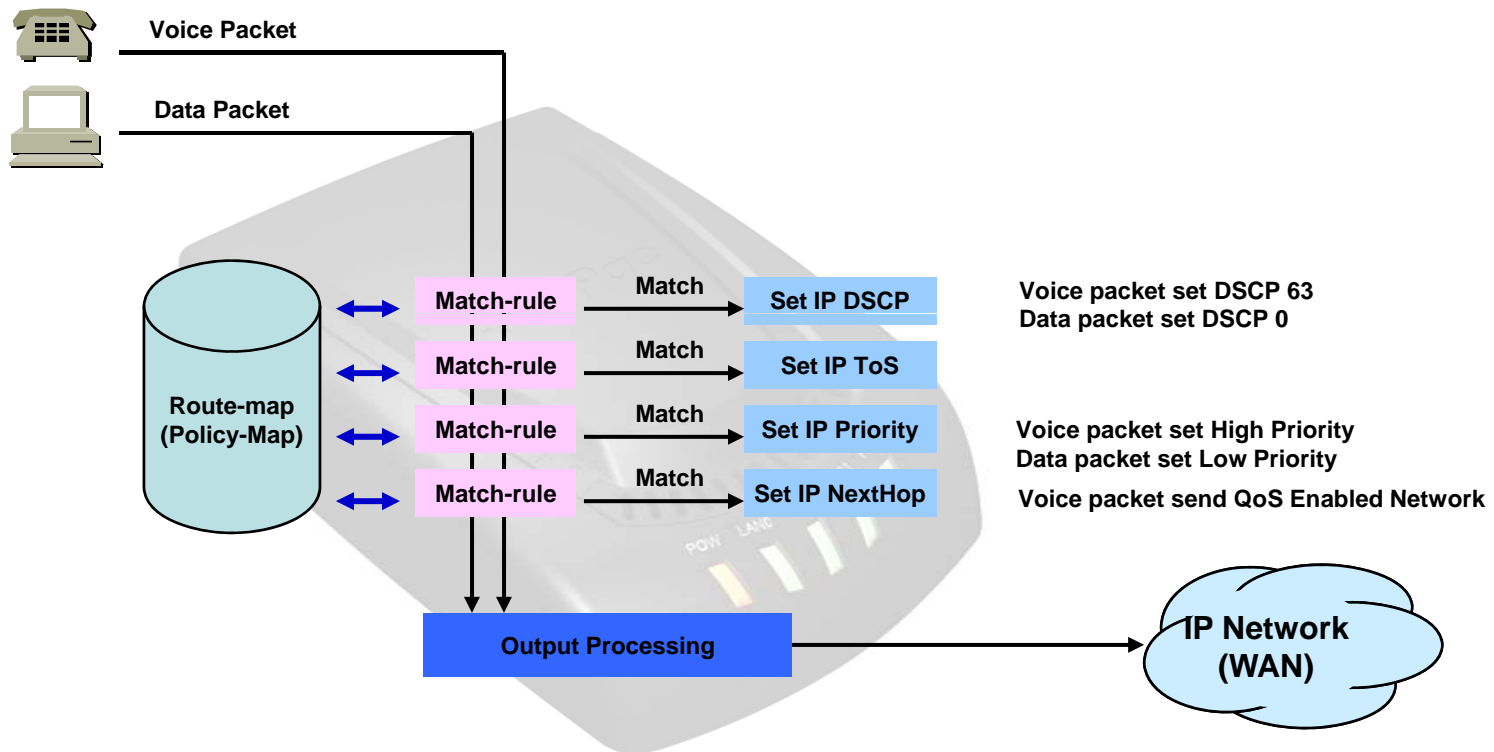 Voice Packet
Data Packet
Match-rule
Match
Set IP DSCP
Voice packet set DSCP 63
Data packet set DSCP 0
Match-rule
Match
Set IP ToS
Route-map
(Policy-Map)
Match-rule
Match
Set IP Priority
Voice packet set High Priority
Data packet set Low Priority
Match-rule
Match
Set IP NextHop
Voice packet send QoS Enabled Network
POW
Output Processing
IP Network
(WAN)